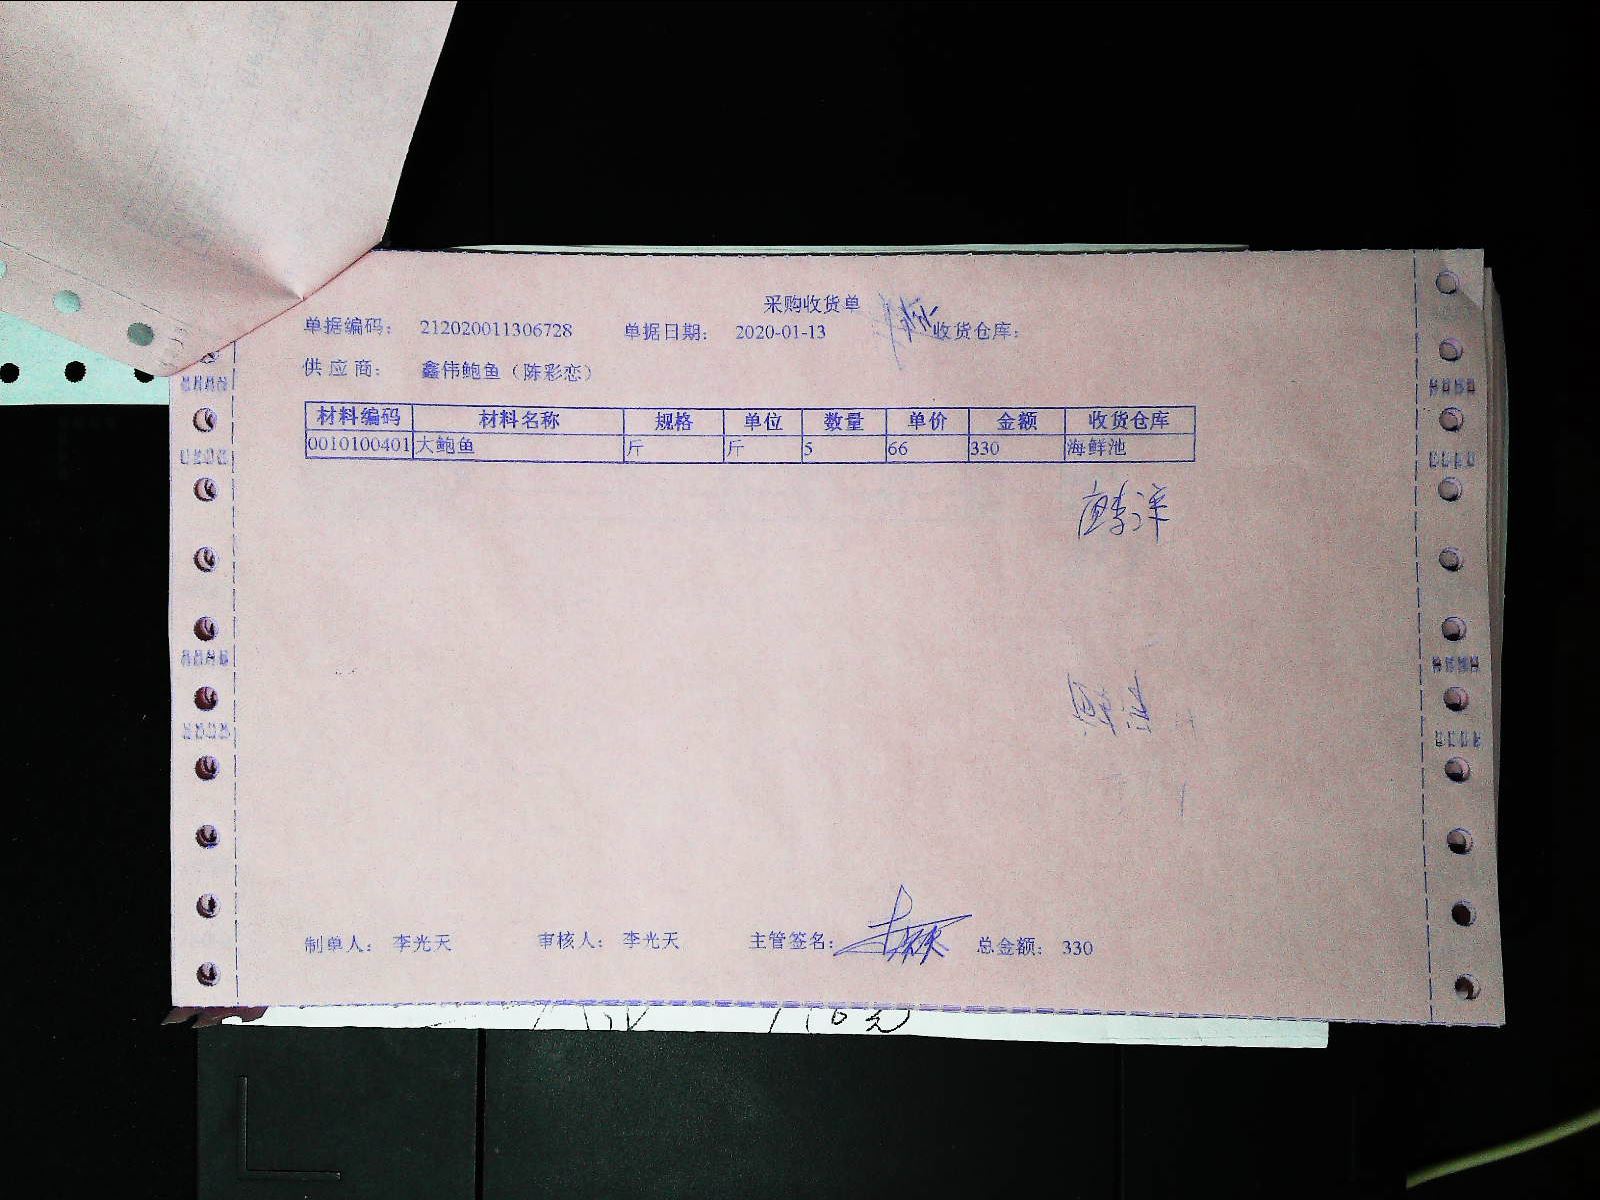 采购收货单
单据编码: 212020011306728 单据日期: 2020-01-13 收货仓库:
供应商: 鑫伟鲍鱼（陈彩恋）
材料编码 材料名称 规格 单位 数量 单价 金额 收货仓库
0010100401 大鲍鱼 斤 斤 5 66 330 海鲜池
制单人: 李光天 审核人: 李光天 主管签名: 总金额: 330